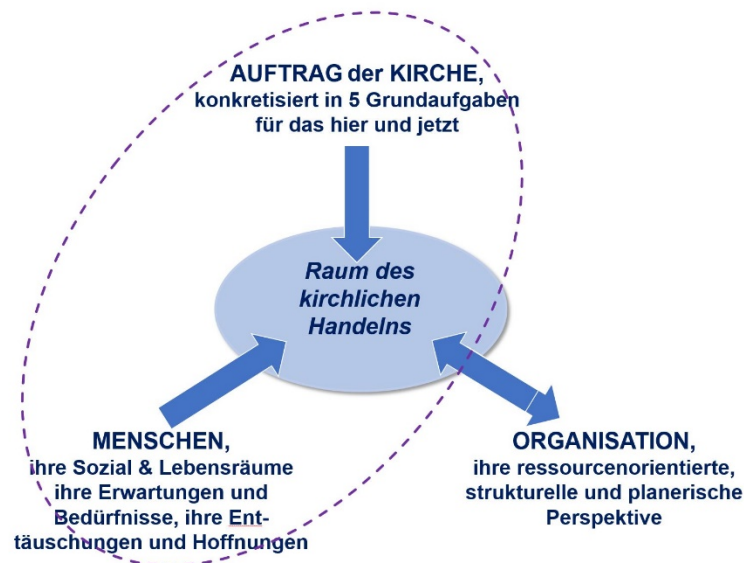 AUFTRAG der KIRCHE,
konkretisiert in 5 Grundaufgaben
für das hier und jetzt
Raum des
kirchlichen
Handelns
MENSCHEN,
ihre Sozial & Lebensräume
ihre Erwartungen und
Bedürfnisse, ihre Ent-
täuschungen und Hoffnungen
ORGANISATION,
ihre ressourcenorientierte,
strukturelle und planerische
Perspektive